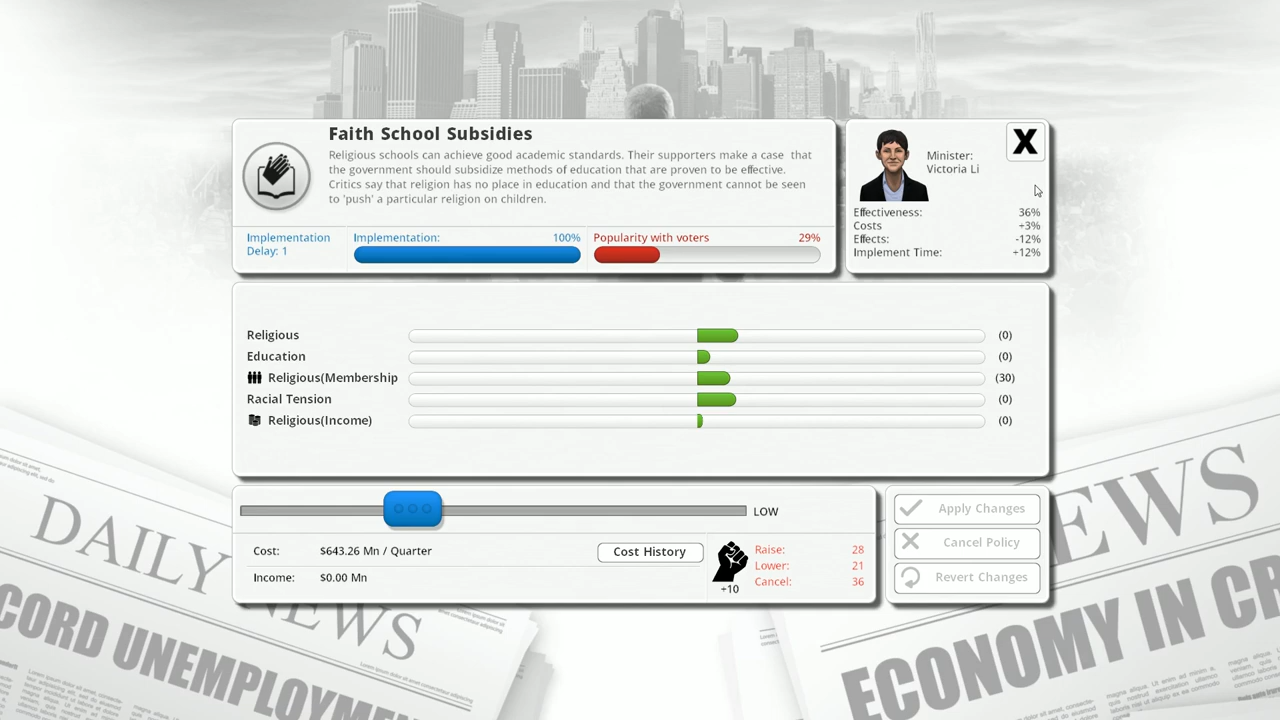 Faith School Subsidies
Religious schools can achieve good academic standards. Their supporters make a case  that
the government should subsidize methods of education that are proven to be effective.
Critics say that religion has no place in education and that the government cannot be seen
to 'push' a particular religion on children.
Implementation
Delay: 1
Implementation: 100%
Popularity with voters 29%
Minister:
Victoria Li
X
Effectiveness: 36%
Costs +3%
Effects: -12%
Implement Time: +12%
Religious (0)
Education (0)
Religious(Membership (30)
Racial Tension (0)
Religious(Income) (0)
LOW
Cost: $643.26 Mn / Quarter
Cost History
Income: $0.00 Mn
+10
Raise: 28
Lower: 21
Cancel: 36
Apply Changes
Cancel Policy
Revert Changes
DAILY NEWS
CORD UNEMPLOYME
EWS
ECONOMY IN CR